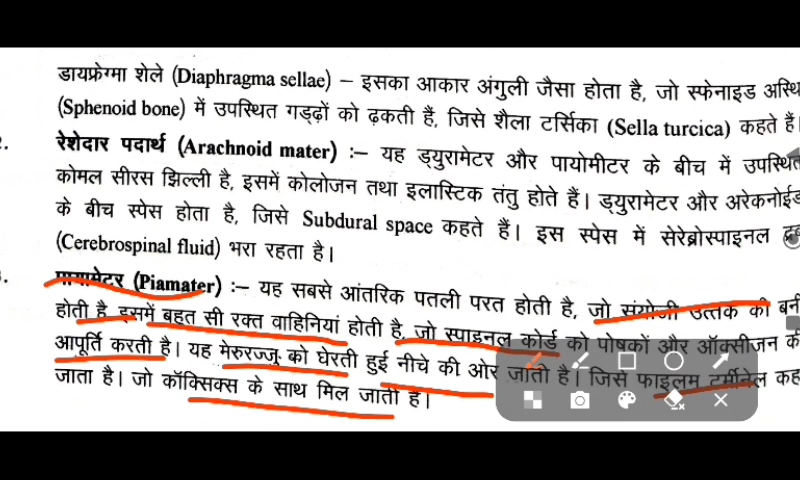 डायफ्रेग्मा शेले (Diaphragma sellae) – इसका आकार अंगुली जैसा होता है, जो स्फेनाइड अस्थि
(Sphenoid bone) में उपस्थित गड्ढों को ढ़कती हैं, जिसे शैला टर्सिका (Sella turcica) कहते हैं।
रेशेदार पदार्थ (Arachnoid mater) :– यह ड्युरामेटर और पायोमीटर के बीच में उपस्थित
कोमल सीरस झिल्ली है, इसमें कोलोजन तथा इलास्टिक तंतु होते हैं। ड्युरामेटर और अरेकनोईड
के बीच स्पेस होता है, जिसे Subdural space कहते हैं। इस स्पेस में सेरेब्रोस्पाइनल द्रव
(Cerebrospinal fluid) भरा रहता है।
पायामेटर (Piamater) :– यह सबसे आंतरिक पतली परत होती है, जो संयोजी उत्तक की बनी
होती है, इसमें बहुत सी रक्त वाहिनियां होती है, जो स्पाइनल कोर्ड को पोषकों और ऑक्सीजन क
आपूर्ति करती है। यह मेरुरज्जु को घेरती हुई नीचे की ओर जाती है। जिसे फाइलम टर्मीनेल कह
जाता है। जो कॉक्सिक्स के साथ मिल जाती है।